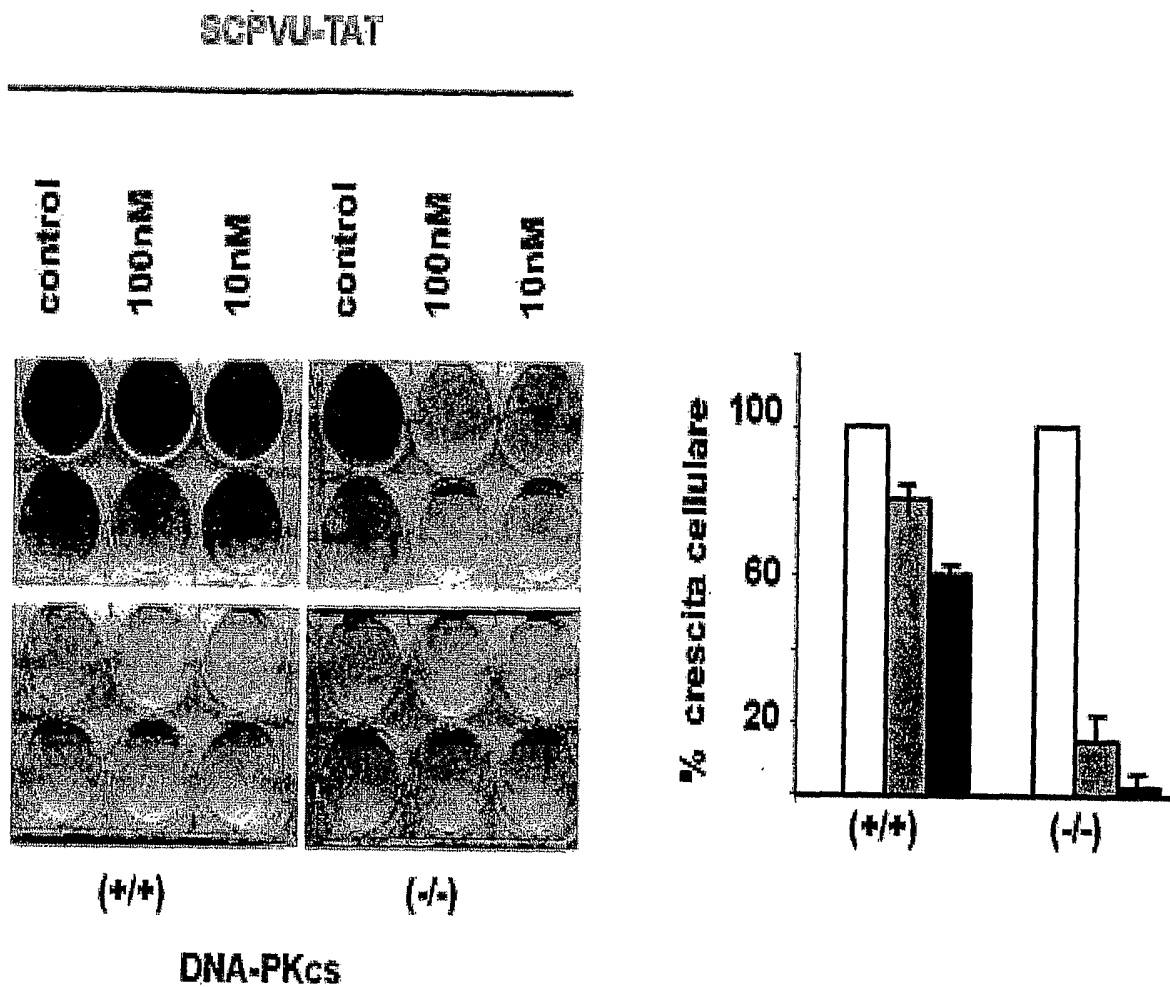 SCPVU-TAT
control 100nM 10nM control 100nM 10nM
(+/+) (-/-)
DNA-PKcs
% crescita cellulare
100
60
20
(+/+) (-/-)